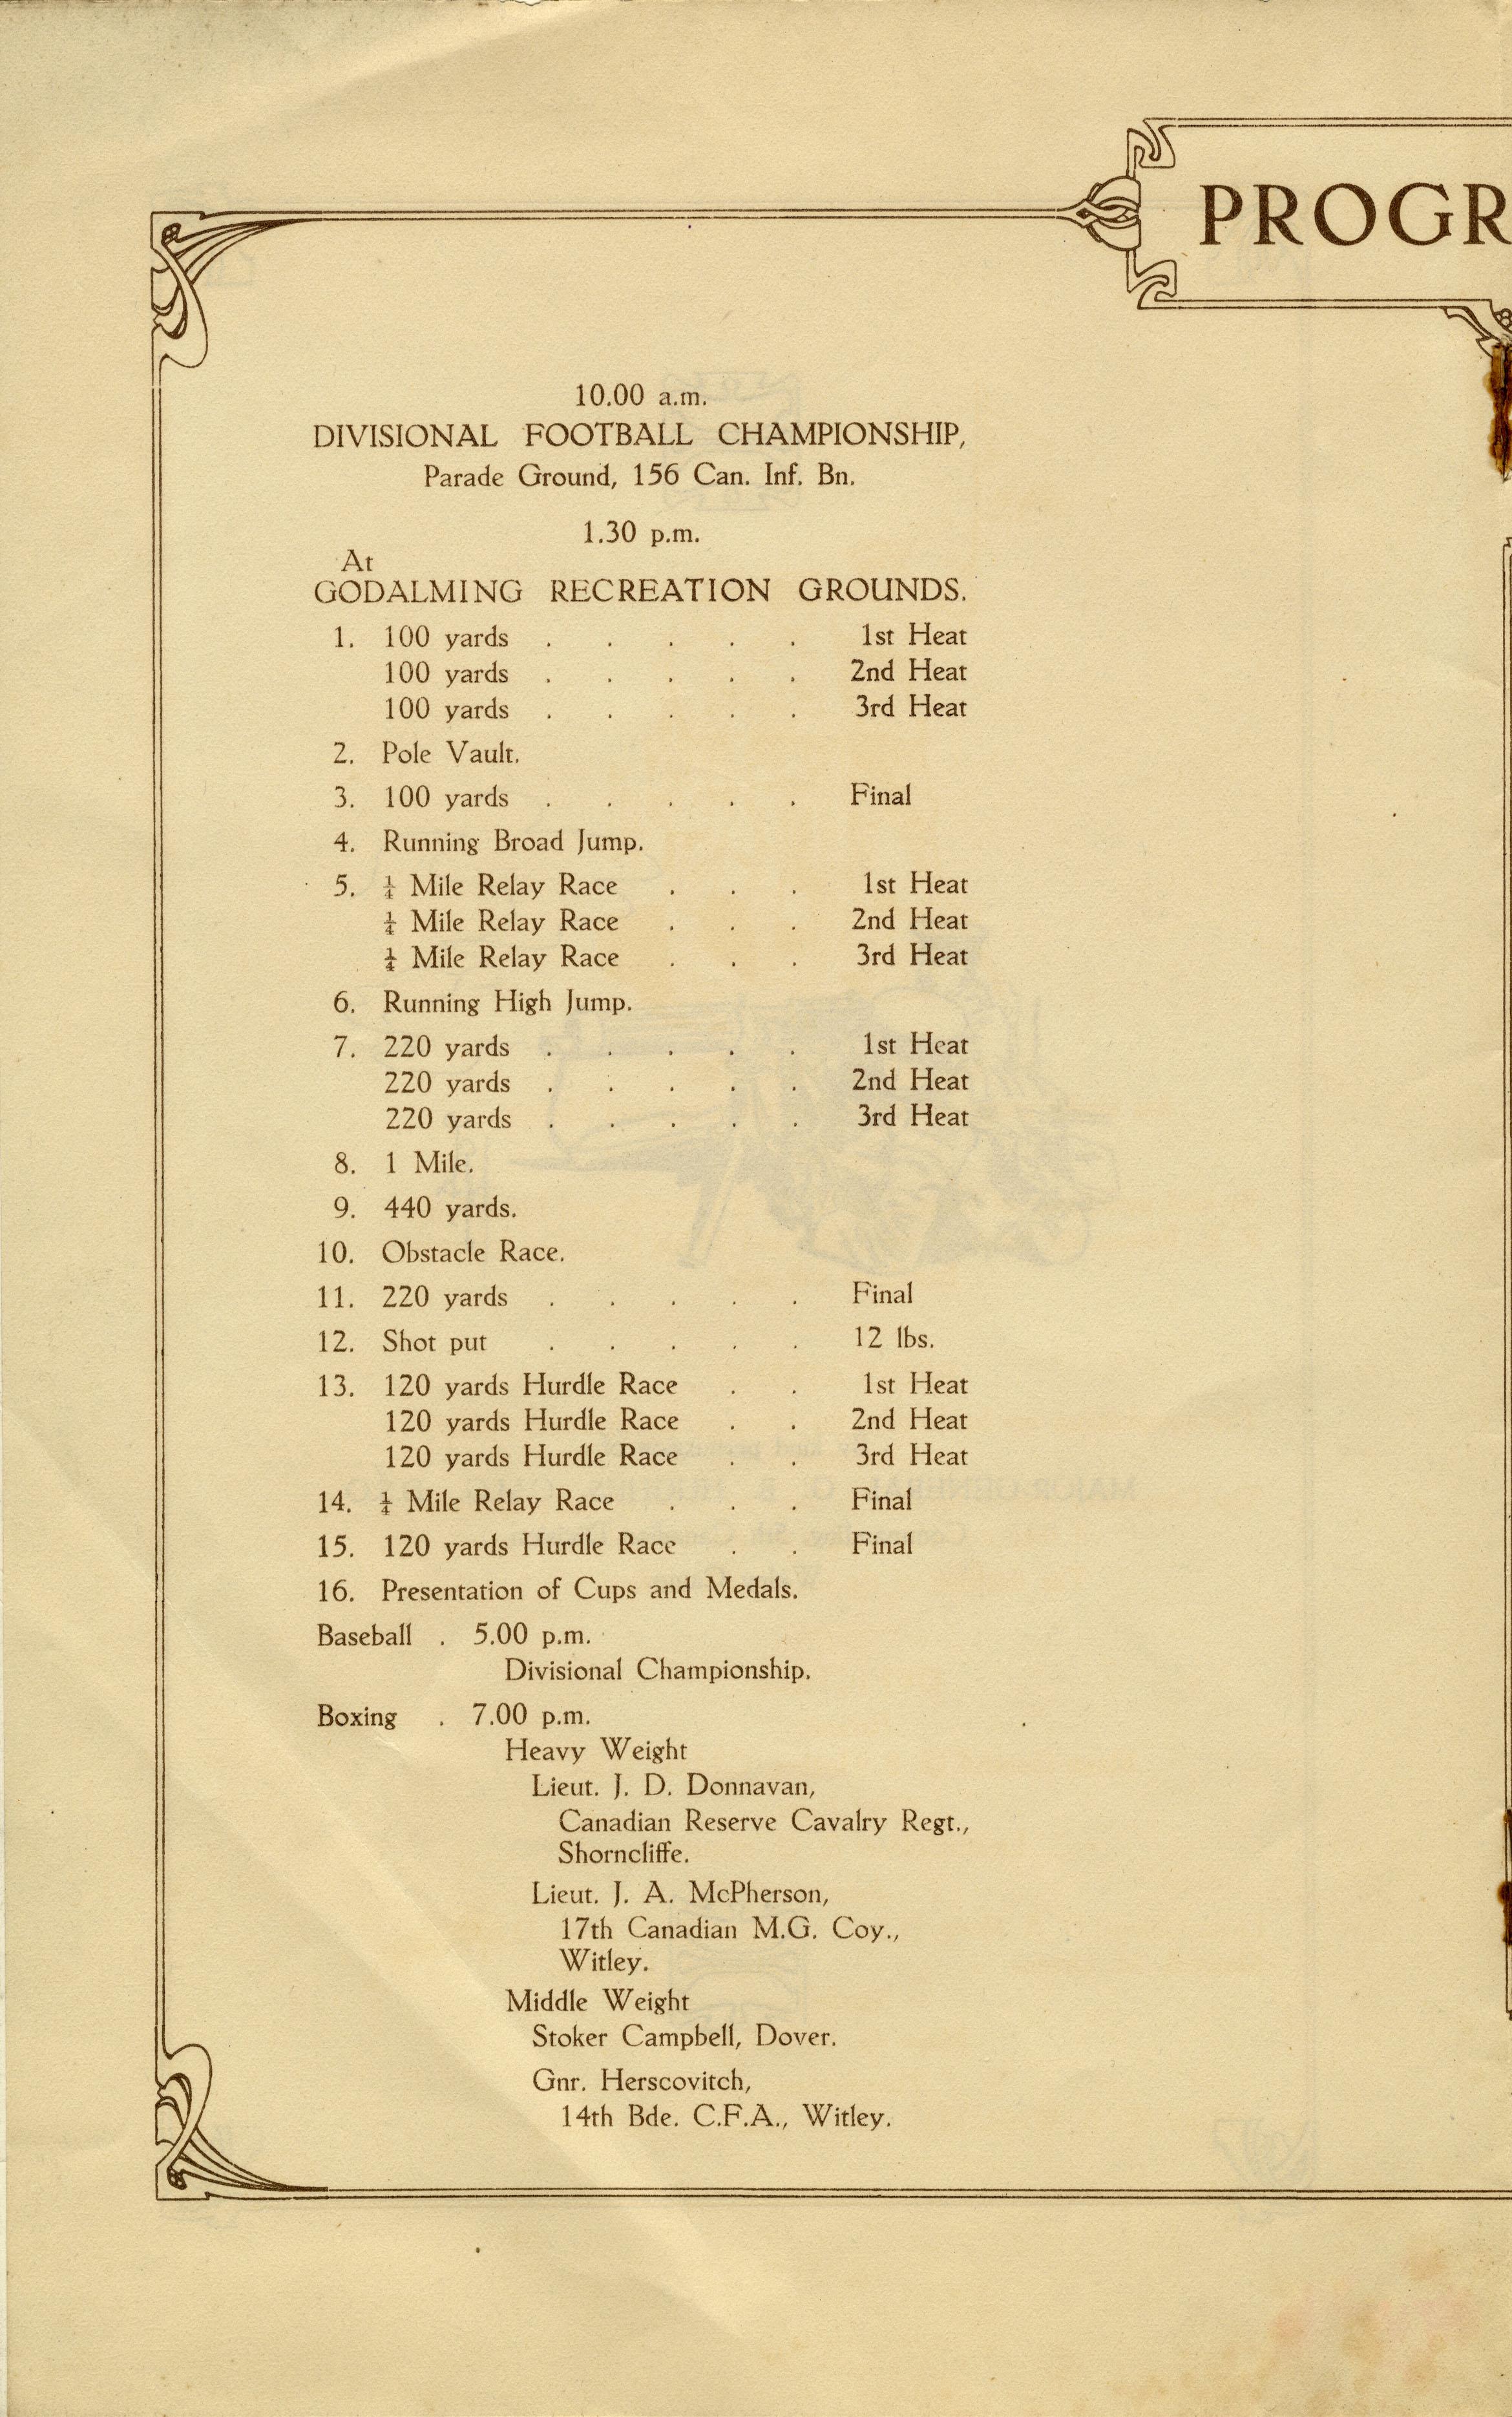 PROGR
10.00 a.m.
DIVISIONAL FOOTBALL CHAMPIONSHIP,
Parade Ground, 156 Can. Inf. Bn.
1.30 p.m.
At
GODALMING RECREATION GROUNDS.
1. 100 yards . . . . . 1st Heat
100 yards . . . . . 2nd Heat
100 yards . . . . . 3rd Heat
2. Pole Vault.
3. 100 yards . . . . . Final
4. Running Broad Jump.
5. ¼ Mile Relay Race . . . 1st Heat
¼ Mile Relay Race . . . 2nd Heat
¼ Mile Relay Race . . . 3rd Heat
6. Running High Jump.
7. 220 yards . . . . . 1st Heat
220 yards . . . . . 2nd Heat
220 yards . . . . . 3rd Heat
8. 1 Mile.
9. 440 yards.
10. Obstacle Race.
11. 220 yards . . . . . Final
12. Shot put . . . . . 12 lbs.
13. 120 yards Hurdle Race . . 1st Heat
120 yards Hurdle Race . . 2nd Heat
120 yards Hurdle Race . . 3rd Heat
14. ¼ Mile Relay Race . . . Final
15. 120 yards Hurdle Race . . Final
16. Presentation of Cups and Medals.
Baseball . 5.00 p.m.
Divisional Championship.
Boxing . 7.00 p.m.
Heavy Weight
Lieut. J. D. Donnavan,
Canadian Reserve Cavalry Regt.,
Shorncliffe.
Lieut. J. A. McPherson,
17th Canadian M.G. Coy.,
Witley.
Middle Weight
Stoker Campbell, Dover.
Gnr. Herscovitch,
14th Bde. C.F.A., Witley.